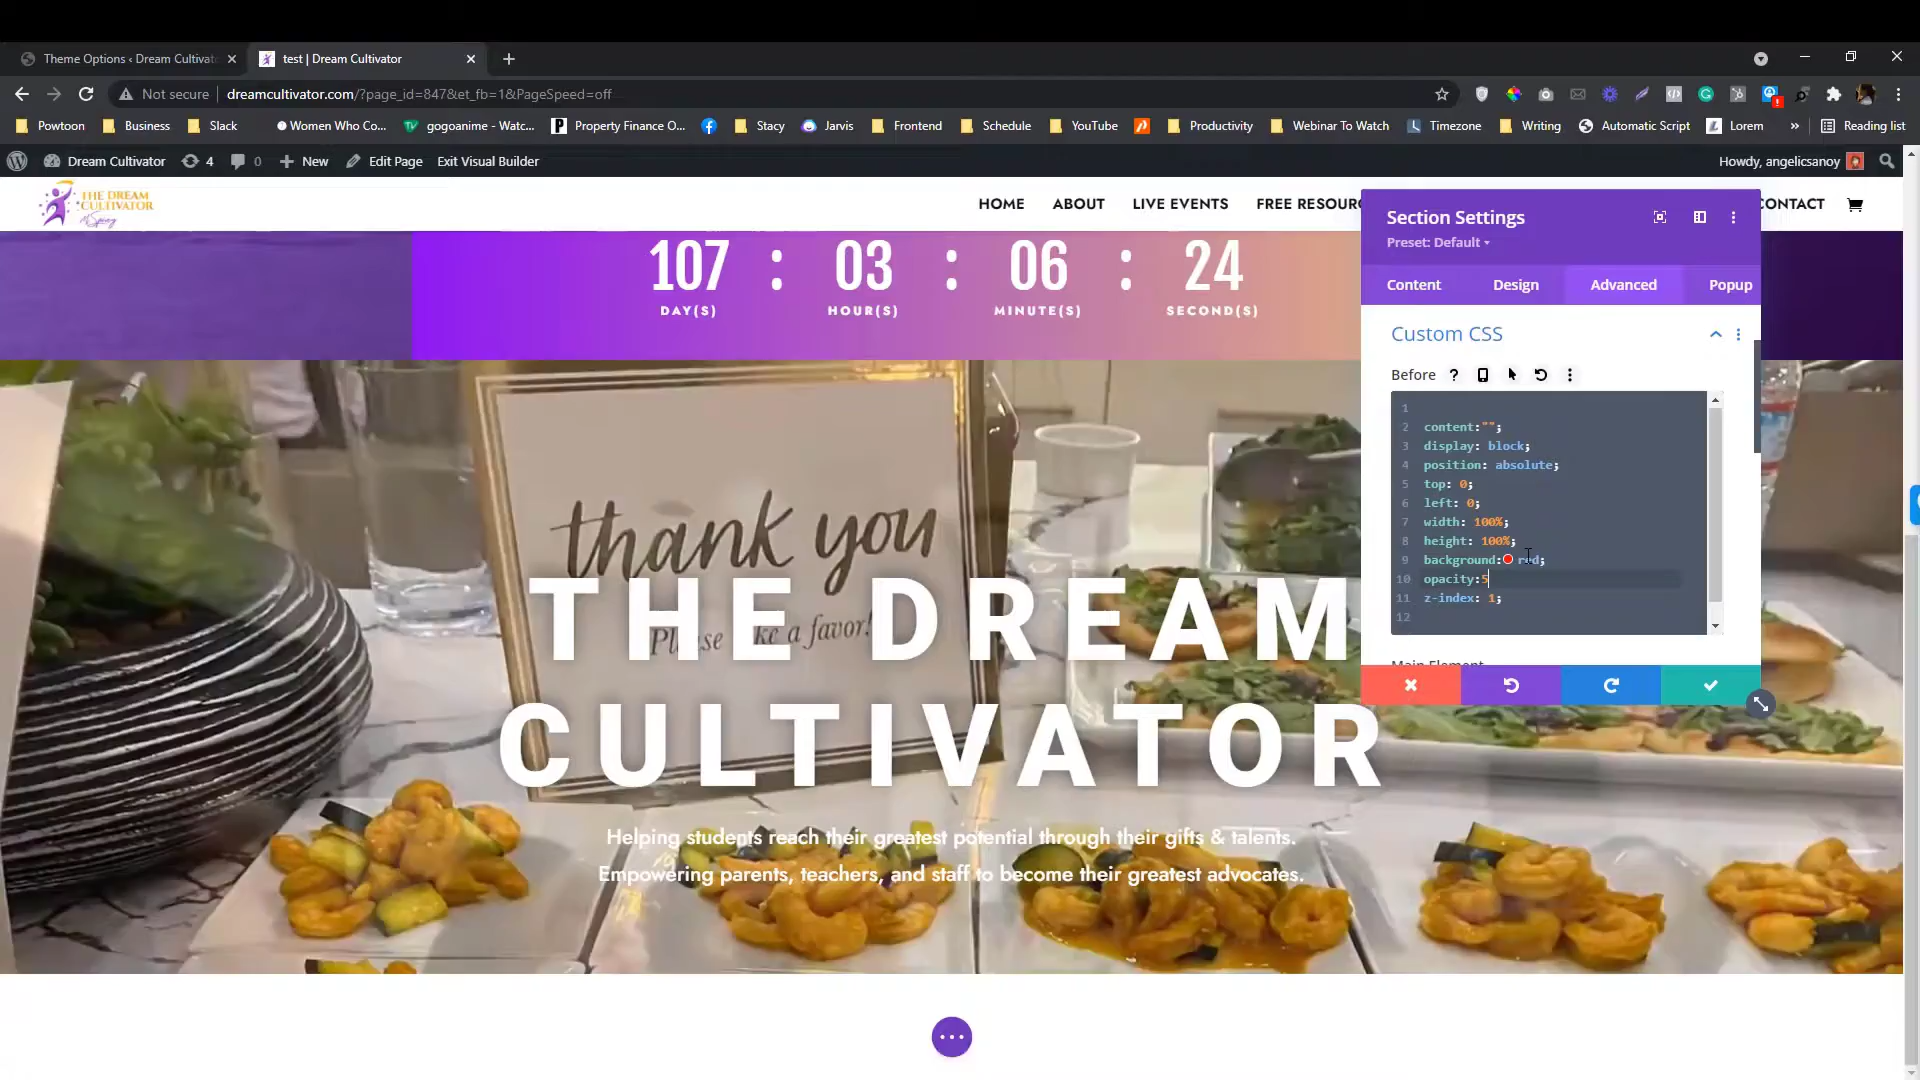 Theme Options ‹ Dream Cultivat
test | Dream Cultivator
Not secure
dreamcultivator.com/?page_id=847&et_fb=1&PageSpeed=off
Powtoon
Business
Slack
Women Who Co...
gogoanime - Watc...
Property Finance O...
Stacy
Jarvis
Frontend
Schedule
YouTube
Productivity
Webinar To Watch
Timezone
Writing
Automatic Script
Lorem
»
Reading list
Dream Cultivator
4
0
New
Edit Page
Exit Visual Builder
Howdy, angelicsanoy
THE DREAM
CULTIVATOR
HOME
ABOUT
LIVE EVENTS
FREE RESOURC
CONTACT
107 : 03 : 06 : 24
DAY(S)
HOUR(S)
MINUTE(S)
SECOND(S)
Section Settings
Preset: Default
Content
Design
Advanced
Popup
Custom CSS
Before
1
2 content:"";
3 display: block;
4 position: absolute;
5 top: 0;
6 left: 0;
7 width: 100%;
8 height: 100%;
9 background: red;
10 opacity:5
11 z-index: 1;
12
Main Element
thank you
Please take a favor!
THE DREAM
CULTIVATOR
Helping students reach their greatest potential through their gifts & talents.
Empowering parents, teachers, and staff to become their greatest advocates.